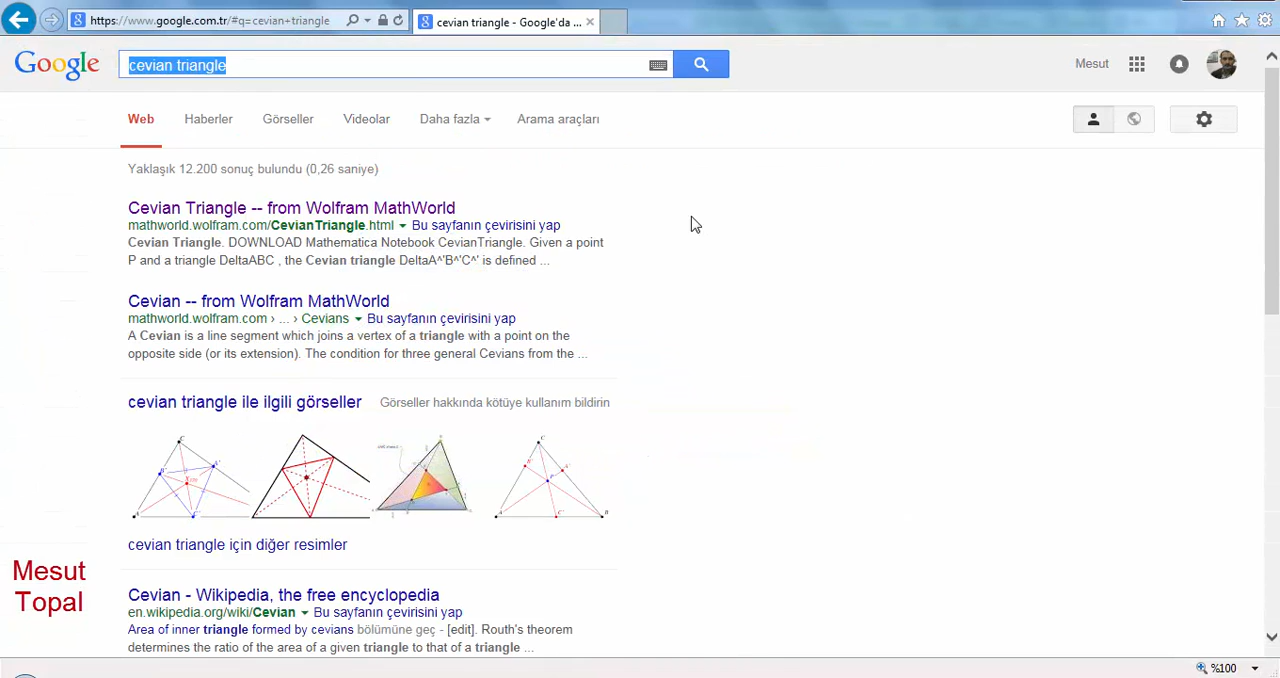 https://www.google.com.tr/#q=cevian+triangle
cevian triangle - Google'da ...
Google
cevian triangle
Mesut
Web Haberler Görseller Videolar Daha fazla Arama araçları
Yaklaşık 12.200 sonuç bulundu (0,26 saniye)
Cevian Triangle -- from Wolfram MathWorld
mathworld.wolfram.com/CevianTriangle.html Bu sayfanın çevirisini yap
Cevian Triangle. DOWNLOAD Mathematica Notebook CevianTriangle. Given a point
P and a triangle DeltaABC , the Cevian triangle DeltaA^'B^'C^' is defined ...
Cevian -- from Wolfram MathWorld
mathworld.wolfram.com › ... › Cevians Bu sayfanın çevirisini yap
A Cevian is a line segment which joins a vertex of a triangle with a point on the
opposite side (or its extension). The condition for three general Cevians from the ...
cevian triangle ile ilgili görseller Görseller hakkında kötüye kullanım bildirin
cevian triangle için diğer resimler
Mesut
Topal
Cevian - Wikipedia, the free encyclopedia
en.wikipedia.org/wiki/Cevian Bu sayfanın çevirisini yap
Area of inner triangle formed by cevians bölümüne geç - [edit]. Routh's theorem
determines the ratio of the area of a given triangle to that of a triangle ...
%100